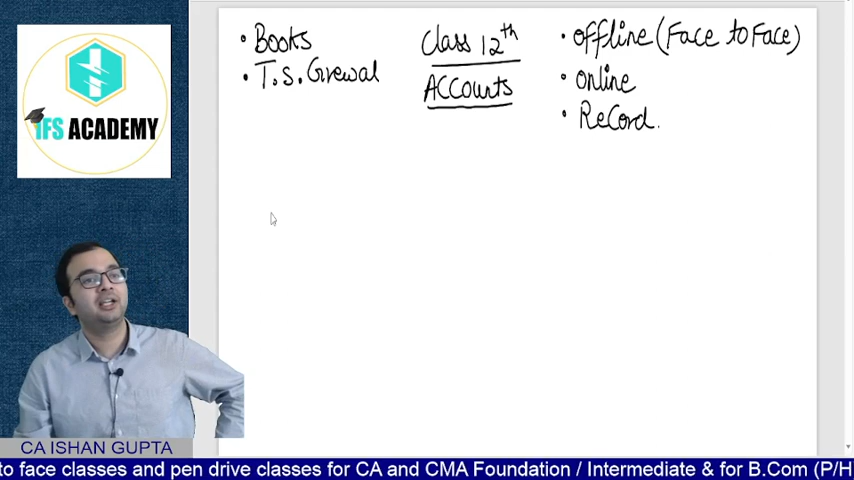 • Books
• T.S. Grewal
Class 12th
ACCOUNTS
• offline (Face to Face)
• online
• ReCord.
IFS ACADEMY
CA ISHAN GUPTA
to face classes and pen drive classes for CA and CMA Foundation / Intermediate & for B.Com (P/H